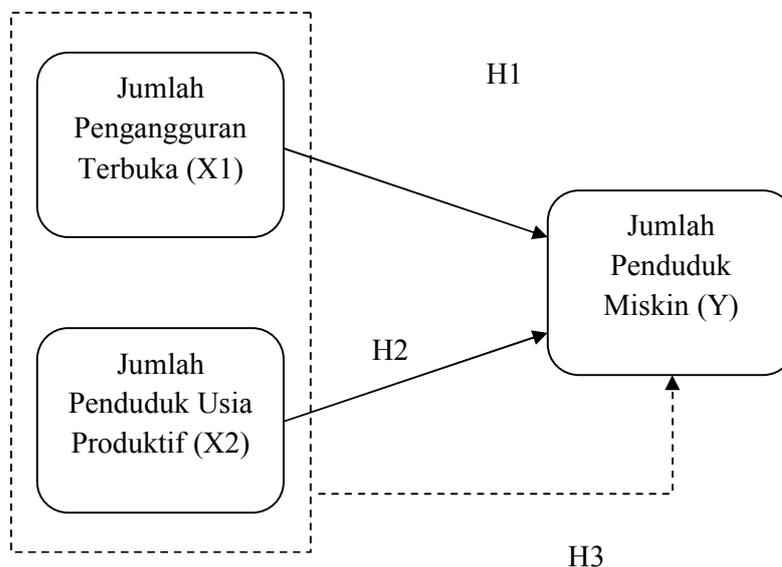 H1
Jumlah
Pengangguran
Terbuka (X1)
Jumlah
Penduduk
Miskin (Y)
H2
Jumlah
Penduduk Usia
Produktif (X2)
H3